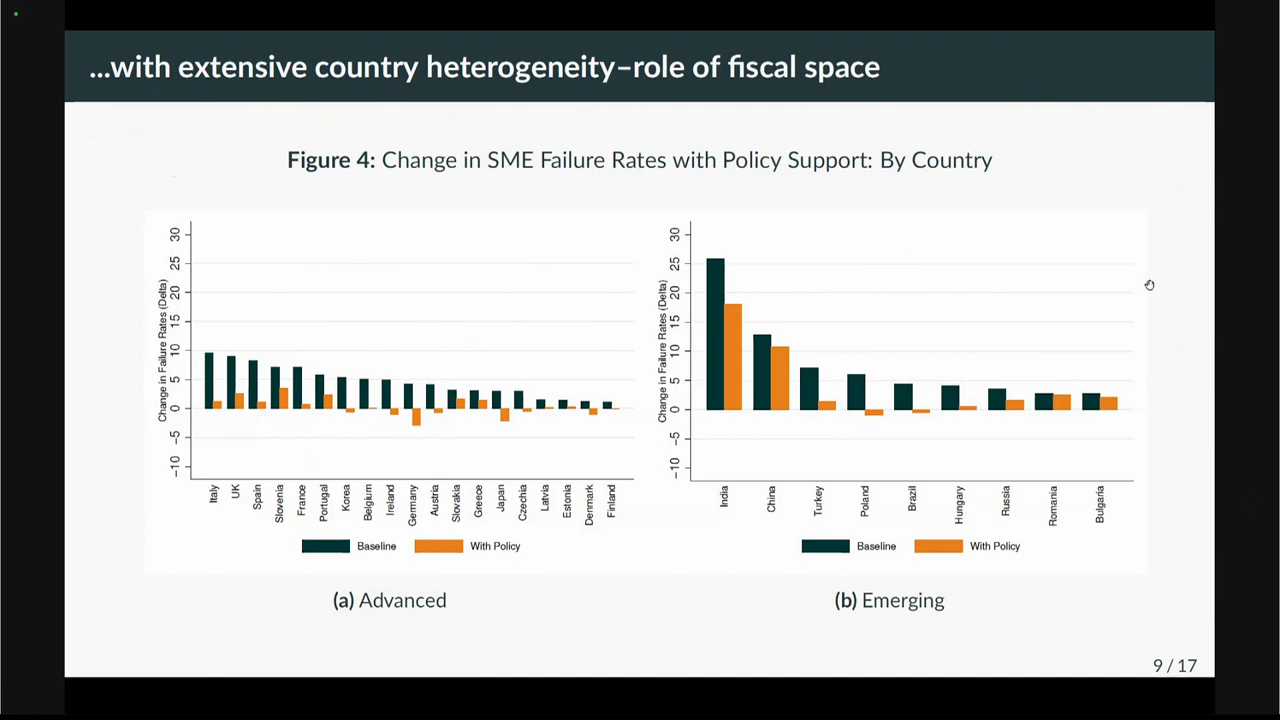 ...with extensive country heterogeneity–role of fiscal space
Figure 4: Change in SME Failure Rates with Policy Support: By Country
Change in Failure Rates (Delta)
30
25
20
15
10
5
0
−5
−10
Italy
UK
Spain
Slovenia
France
Portugal
Korea
Belgium
Ireland
Germany
Austria
Slovakia
Greece
Japan
Czechia
Latvia
Estonia
Denmark
Finland
Baseline With Policy
(a) Advanced
Change in Failure Rates (Delta)
30
25
20
15
10
5
0
−5
−10
India
China
Turkey
Poland
Brazil
Hungary
Russia
Romania
Bulgaria
Baseline With Policy
(b) Emerging
9 / 17